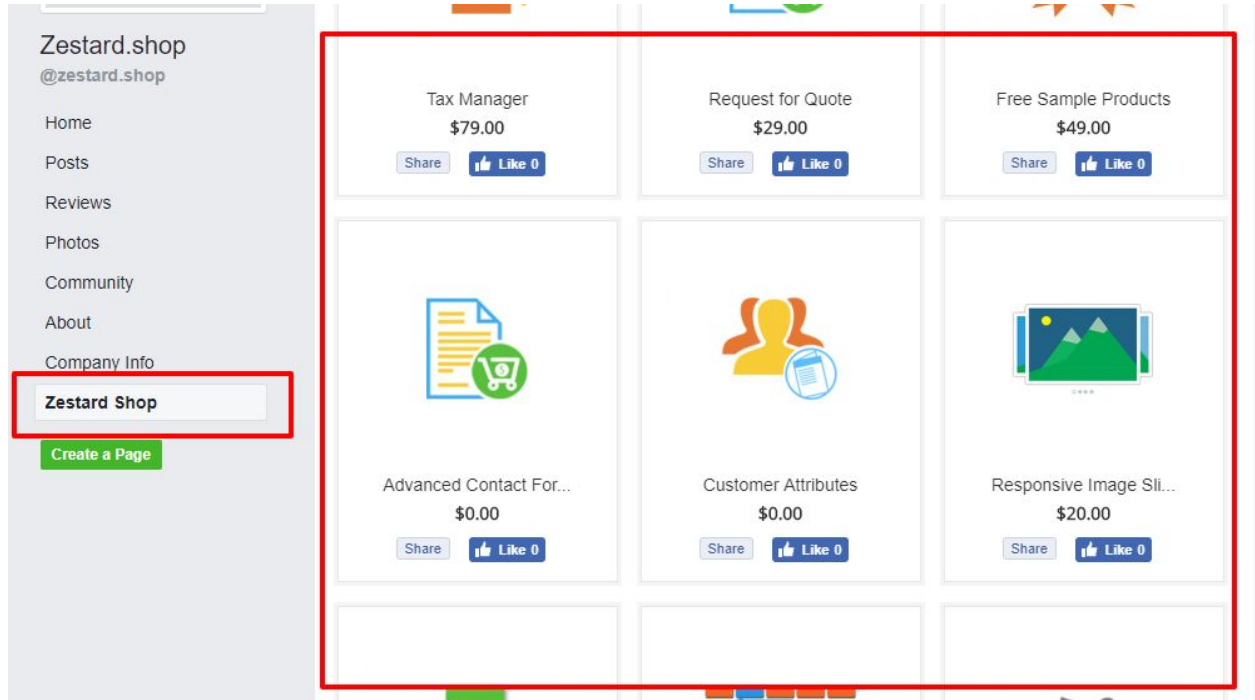 Zestard.shop
@zestard.shop
Home
Posts
Reviews
Photos
Community
About
Company Info
Zestard Shop
Create a Page
Tax Manager
$79.00
Share Like 0
Request for Quote
$29.00
Share Like 0
Free Sample Products
$49.00
Share Like 0
Advanced Contact For...
$0.00
Share Like 0
Customer Attributes
$0.00
Share Like 0
Responsive Image Sli...
$20.00
Share Like 0